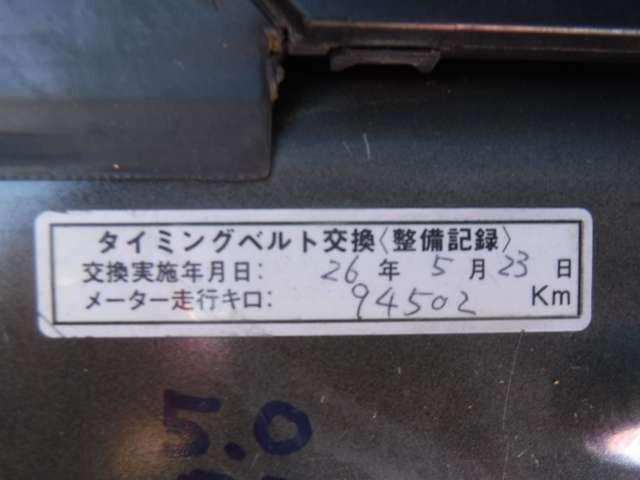 タイミングベルト交換〈整備記録〉
交換実施年月日: 26 年 5 月 23 日
メーター走行キロ: 94502 Km
5.0